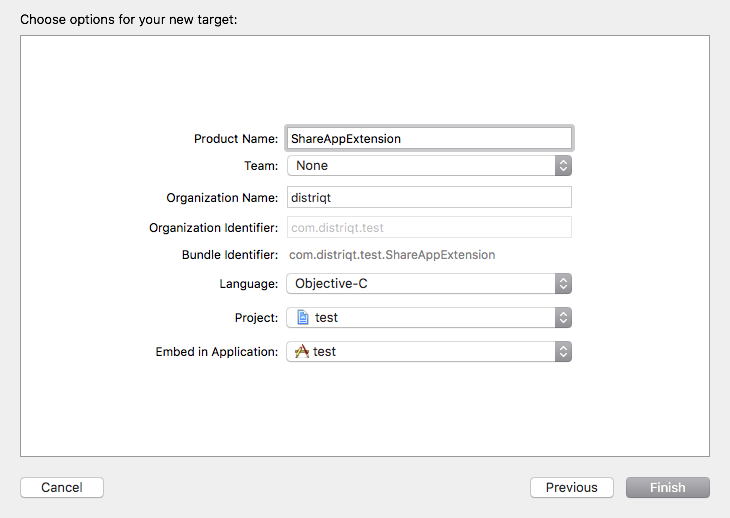 Choose options for your new target:
Product Name: ShareAppExtension
Team: None
Organization Name: distriqt
Organization Identifier: com.distriqt.test
Bundle Identifier: com.distriqt.test.ShareAppExtension
Language: Objective-C
Project: test
Embed in Application: test
Cancel Previous Finish